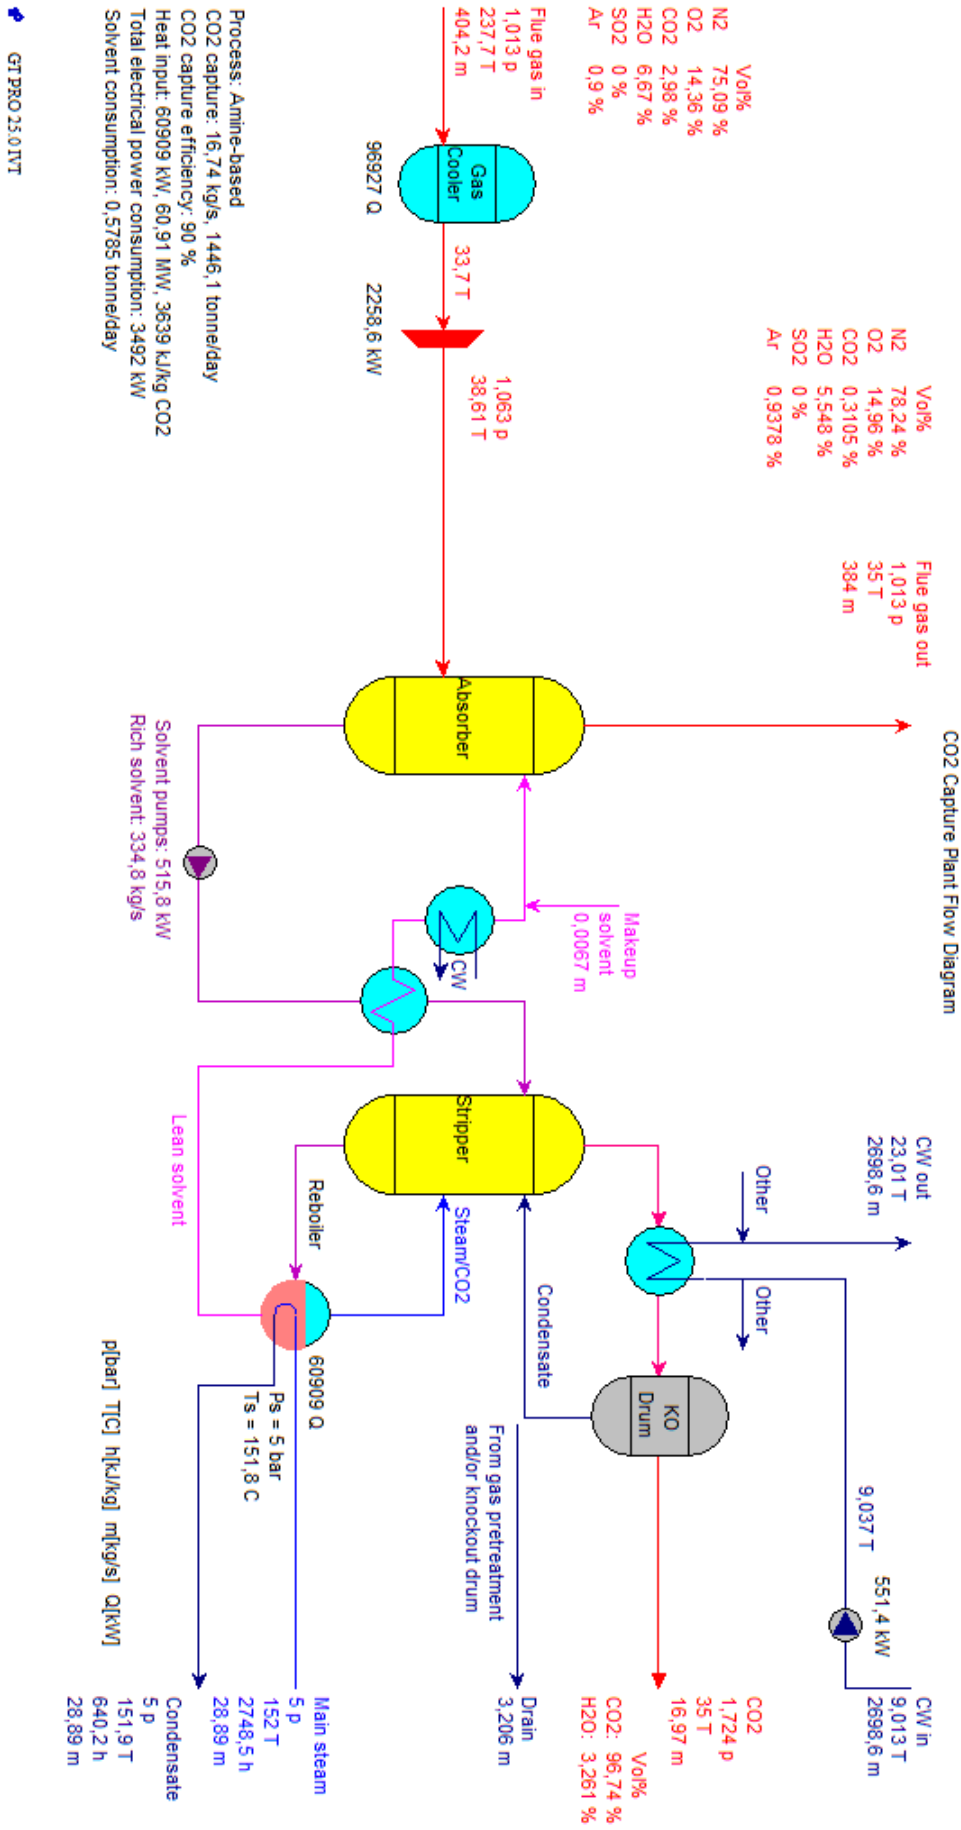 CO2 Capture Plant Flow Diagram
Vol%
N2 75,09 %
O2 14,36 %
CO2 2,98 %
H2O 6,67 %
SO2 0 %
Ar 0,9 %
Flue gas in
1,013 p
237,7 T
404,2 m
Gas
Cooler
96927 Q
33,7 T
2258,6 kW
1,063 p
38,61 T
Vol%
N2 78,24 %
O2 14,96 %
CO2 0,3105 %
H2O 5,548 %
SO2 0 %
Ar 0,9378 %
Flue gas out
1,013 p
35 T
384 m
Absorber
Solvent pumps: 515,8 kW
Rich solvent: 334,8 kg/s
CW
Makeup
solvent
0,0067 m
Stripper
Lean solvent
Reboiler
Steam/CO2
60909 Q
Ps = 5 bar
Ts = 151,8 C
CW out
23,01 T
2698,6 m
Other
Other
Condensate
KO
Drum
From gas pretreatment
and/or knockout drum
9,037 T
551,4 kW
CW in
9,013 T
2698,6 m
CO2
1,724 p
35 T
16,97 m
Vol%
CO2: 96,74 %
H2O: 3,261 %
Drain
3,206 m
Main steam
5 p
152 T
2748,5 h
28,89 m
Condensate
5 p
151,9 T
640,2 h
28,89 m
Process: Amine-based
CO2 capture: 16,74 kg/s, 1446,1 tonne/day
CO2 capture efficiency: 90 %
Heat input: 60909 kW, 60,91 MW, 3639 kJ/kg CO2
Total electrical power consumption: 3492 kW
Solvent consumption: 0,5785 tonne/day
p[bar] T[C] h[kJ/kg] m[kg/s] Q[kW]
GT PRO 25.0 IVT